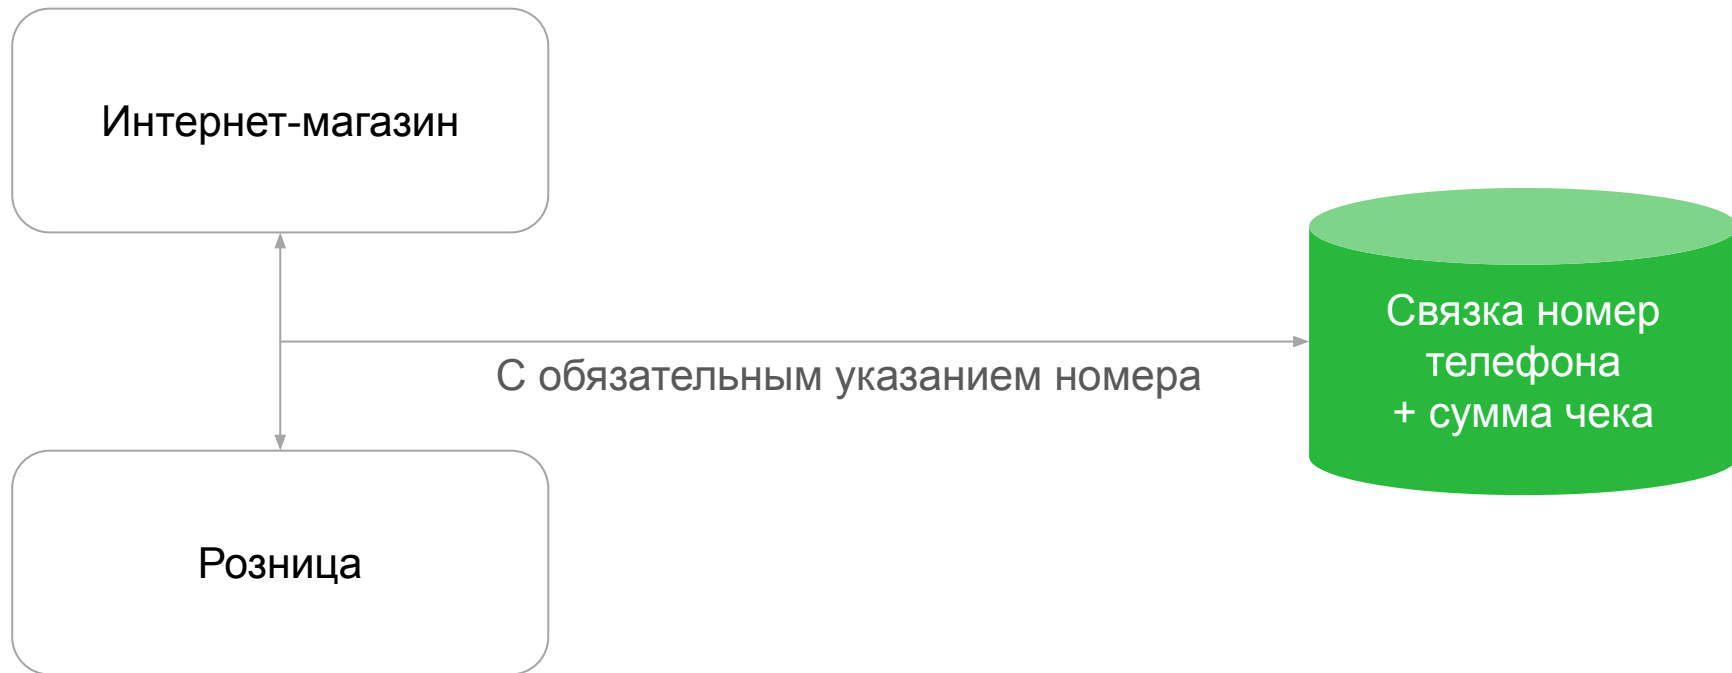 Интернет-магазин
С обязательным указанием номера
Связка номер
телефона
+ сумма чека
Розница